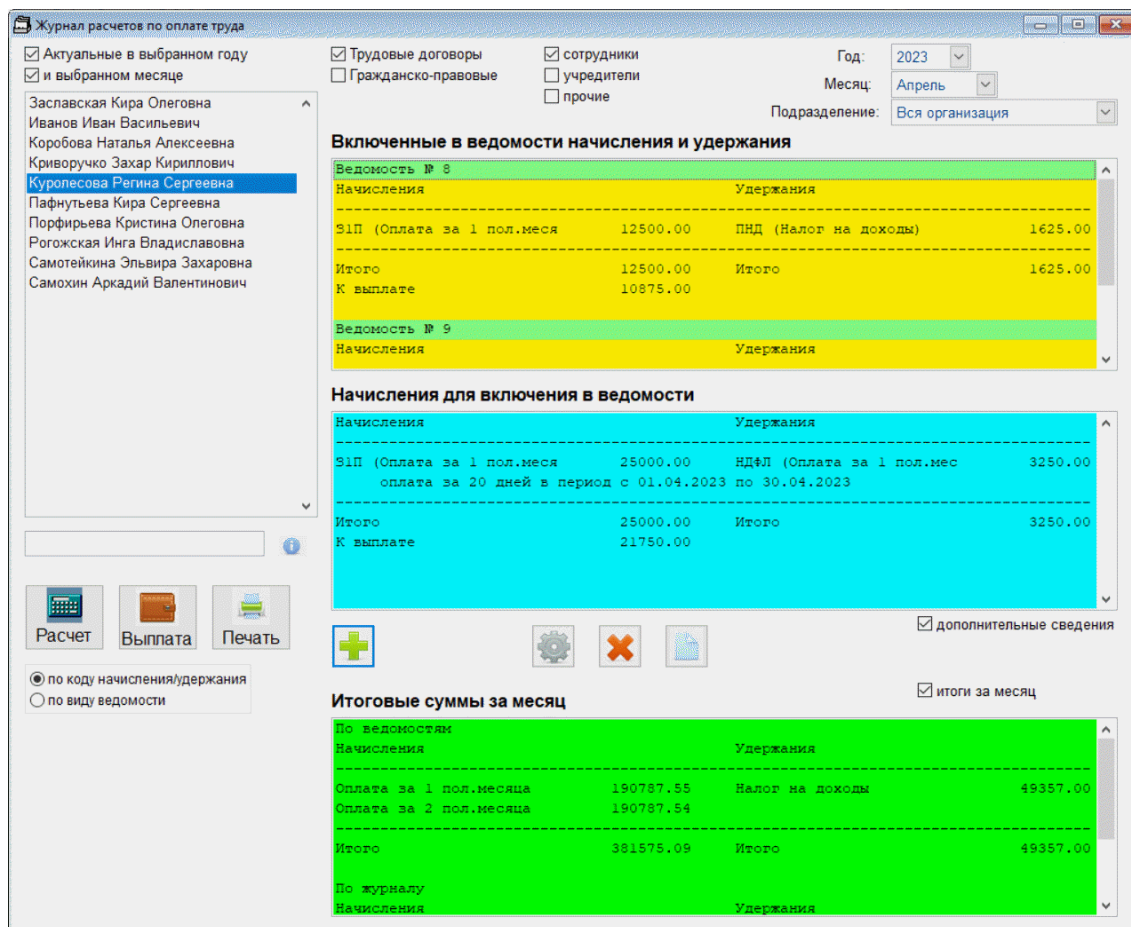 Журнал расчетов по оплате труда
Актуальные в выбранном году
и выбранном месяце
Трудовые договоры
Гражданско-правовые
сотрудники
учредители
прочие
Год: 2023
Месяц: Апрель
Подразделение: Вся организация
Заславская Кира Олеговна
Иванов Иван Васильевич
Коробова Наталья Алексеевна
Криворучко Захар Кириллович
Куролесова Регина Сергеевна
Пафнутьева Кира Сергеевна
Порфирьева Кристина Олеговна
Рогожская Инга Владиславовна
Самотейкина Эльвира Захаровна
Самохин Аркадий Валентинович
Включенные в ведомости начисления и удержания
Ведомость № 8
Начисления Удержания
З1П (Оплата за 1 пол.меся 12500.00 ПНД (Налог на доходы) 1625.00
Итого 12500.00 Итого 1625.00
К выплате 10875.00
Ведомость № 9
Начисления Удержания
Начисления для включения в ведомости
Начисления Удержания
З1П (Оплата за 1 пол.меся 25000.00 НДФЛ (Оплата за 1 пол.мес 3250.00
оплата за 20 дней в период с 01.04.2023 по 30.04.2023
Итого 25000.00 Итого 3250.00
К выплате 21750.00
Расчет
Выплата
Печать
дополнительные сведения
по коду начисления/удержания
по виду ведомости
итоги за месяц
Итоговые суммы за месяц
По ведомостям
Начисления Удержания
Оплата за 1 пол.месяца 190787.55 Налог на доходы 49357.00
Оплата за 2 пол.месяца 190787.54
Итого 381575.09 Итого 49357.00
По журналу
Начисления Удержания